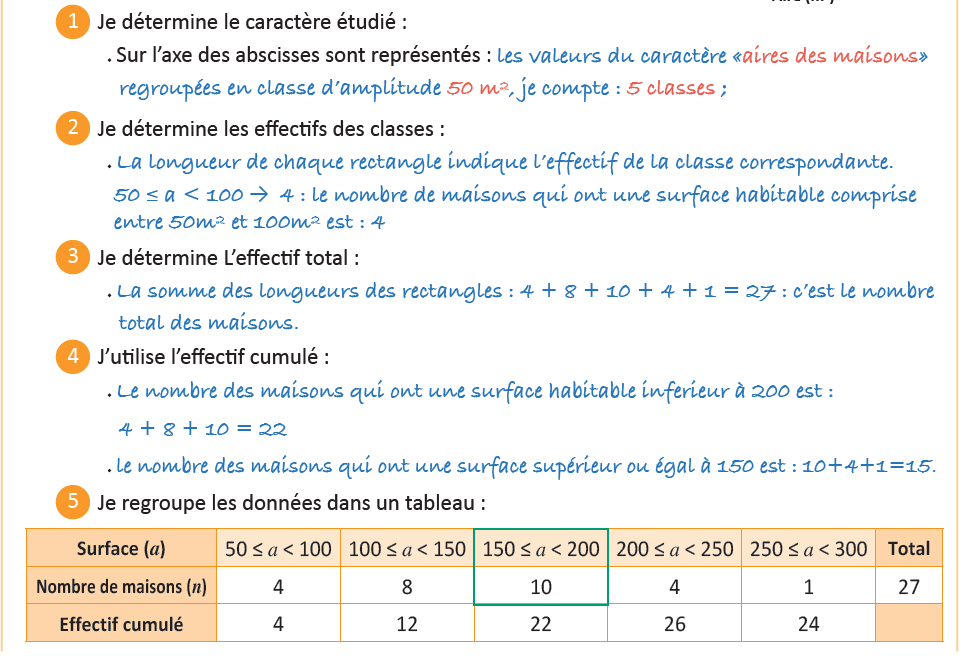 1 Je détermine le caractère étudié :
. Sur l'axe des abscisses sont représentés : les valeurs du caractère «aires des maisons»
regroupées en classe d'amplitude 50 m², je compte : 5 classes ;
2 Je détermine les effectifs des classes :
. La longueur de chaque rectangle indique l'effectif de la classe correspondante.
50 ≤ a < 100 → 4 : le nombre de maisons qui ont une surface habitable comprise
entre 50m² et 100m² est : 4
3 Je détermine L'effectif total :
. La somme des longueurs des rectangles : 4 + 8 + 10 + 4 + 1 = 27 : c'est le nombre
total des maisons.
4 J'utilise l'effectif cumulé :
. Le nombre des maisons qui ont une surface habitable inferieur à 200 est :
4 + 8 + 10 = 22
. le nombre des maisons qui ont une surface supérieur ou égal à 150 est : 10+4+1=15.
5 Je regroupe les données dans un tableau :
Surface (a) 50 ≤ a < 100 100 ≤ a < 150 150 ≤ a < 200 200 ≤ a < 250 250 ≤ a < 300 Total
Nombre de maisons (n) 4 8 10 4 1 27
Effectif cumulé 4 12 22 26 24